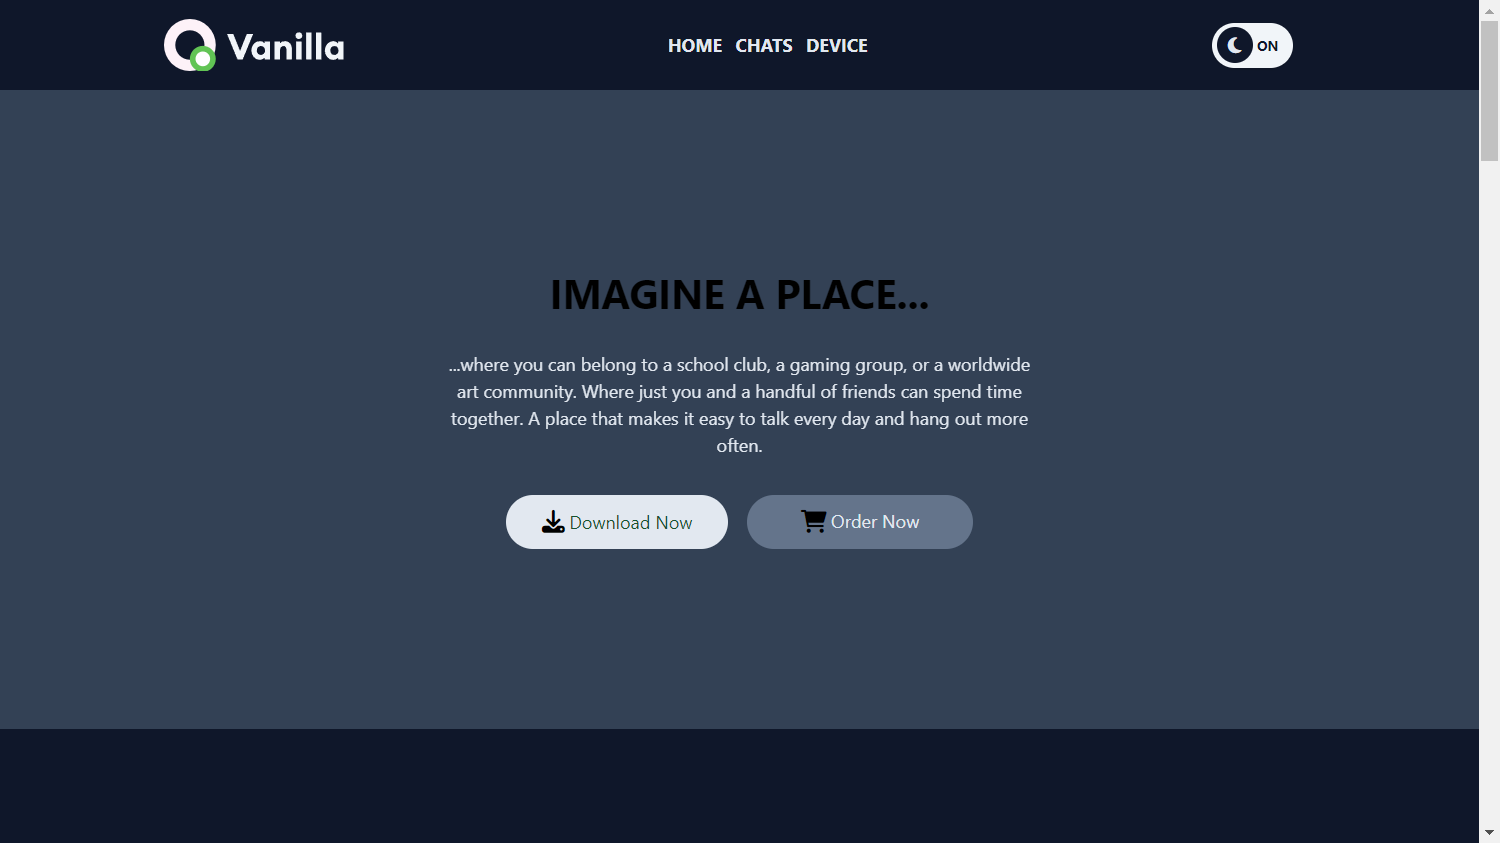 Vanilla
HOME CHATS DEVICE
ON
IMAGINE A PLACE...
...where you can belong to a school club, a gaming group, or a worldwide
art community. Where just you and a handful of friends can spend time
together. A place that makes it easy to talk every day and hang out more
often.
Download Now
Order Now